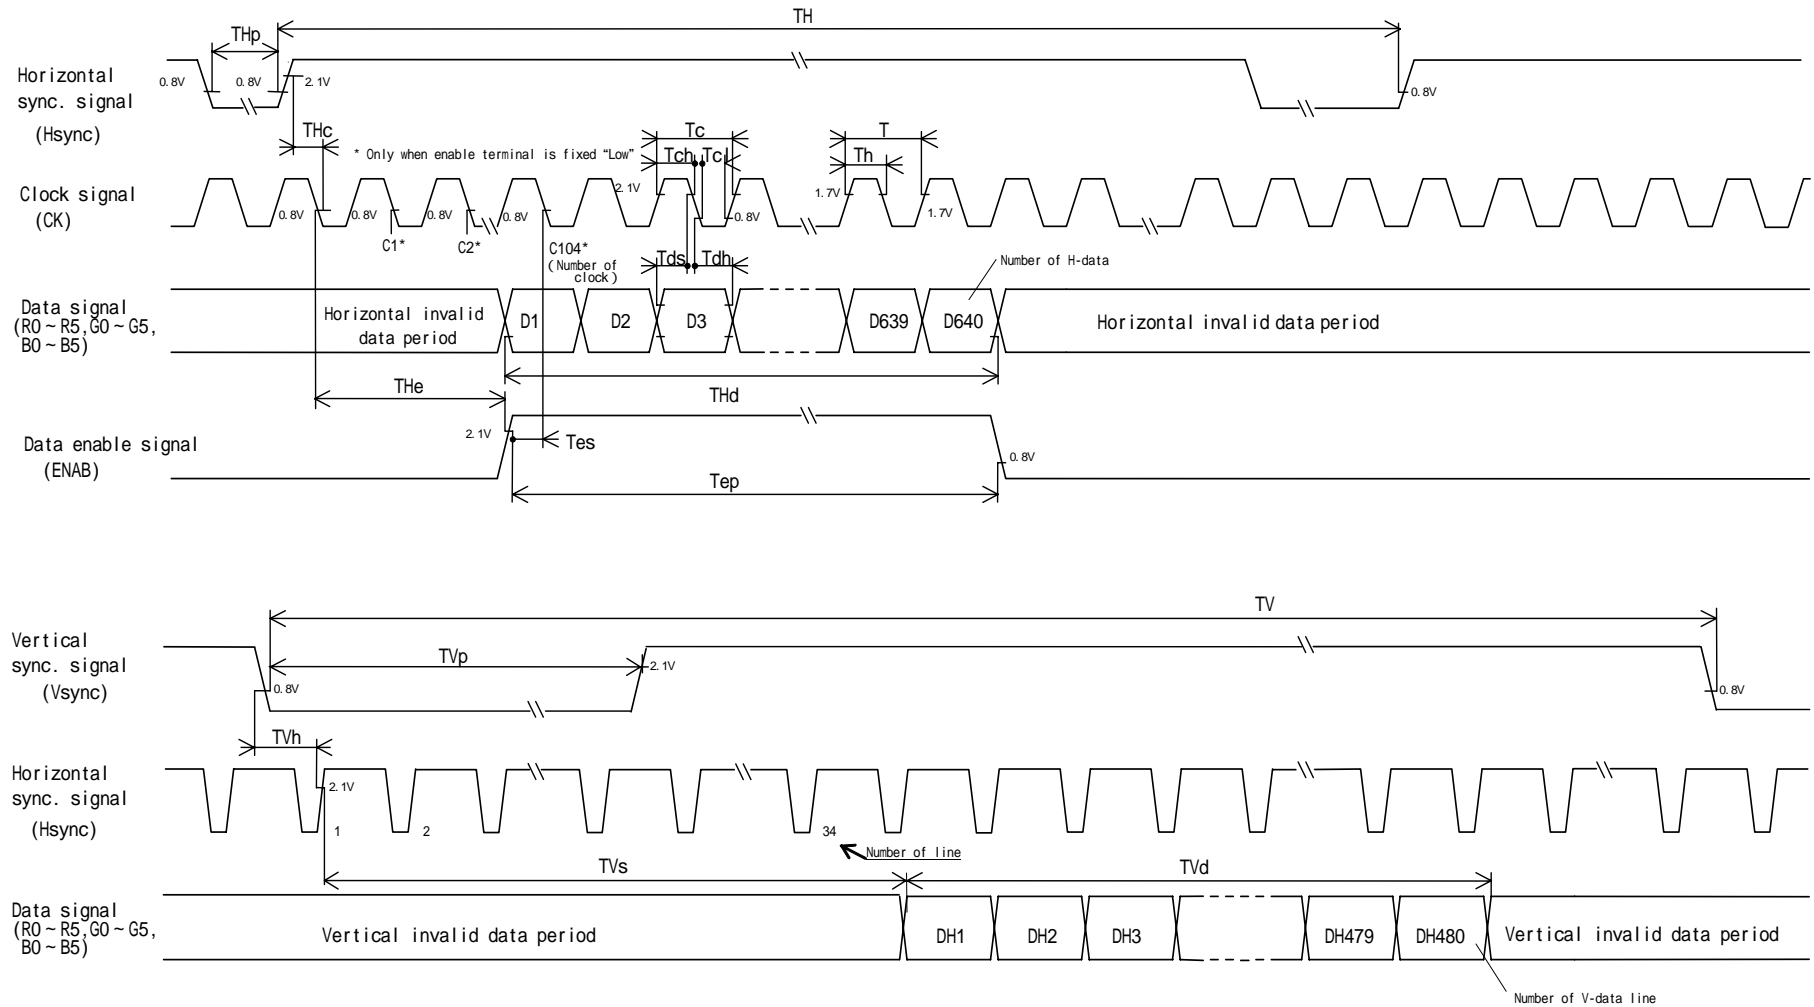 TH
THp
Horizontal
sync. signal
(Hsync)
0.8V
0.8V
2.1V
0.8V
THc
* Only when enable terminal is fixed “Low”
Tc
Tch
Tcl
T
Th
Clock signal
(CK)
0.8V
0.8V
0.8V
0.8V
2.1V
0.8V
1.7V
1.7V
C1*
C2*
C104*
(Number of
clock)
Tds
Tdh
Number of H-data
Data signal
(R0~R5,G0~G5,
B0~B5)
Horizontal invalid
data period
D1
D2
D3
D639
D640
Horizontal invalid data period
THe
THd
Data enable signal
(ENAB)
2.1V
Tes
0.8V
Tep
TV
Vertical
sync. signal
(Vsync)
TVp
2.1V
0.8V
0.8V
TVh
Horizontal
sync. signal
(Hsync)
2.1V
1
2
34
Number of line
TVs
TVd
Data signal
(R0~R5,G0~G5,
B0~B5)
Vertical invalid data period
DH1
DH2
DH3
DH479
DH480
Vertical invalid data period
Number of V-data line